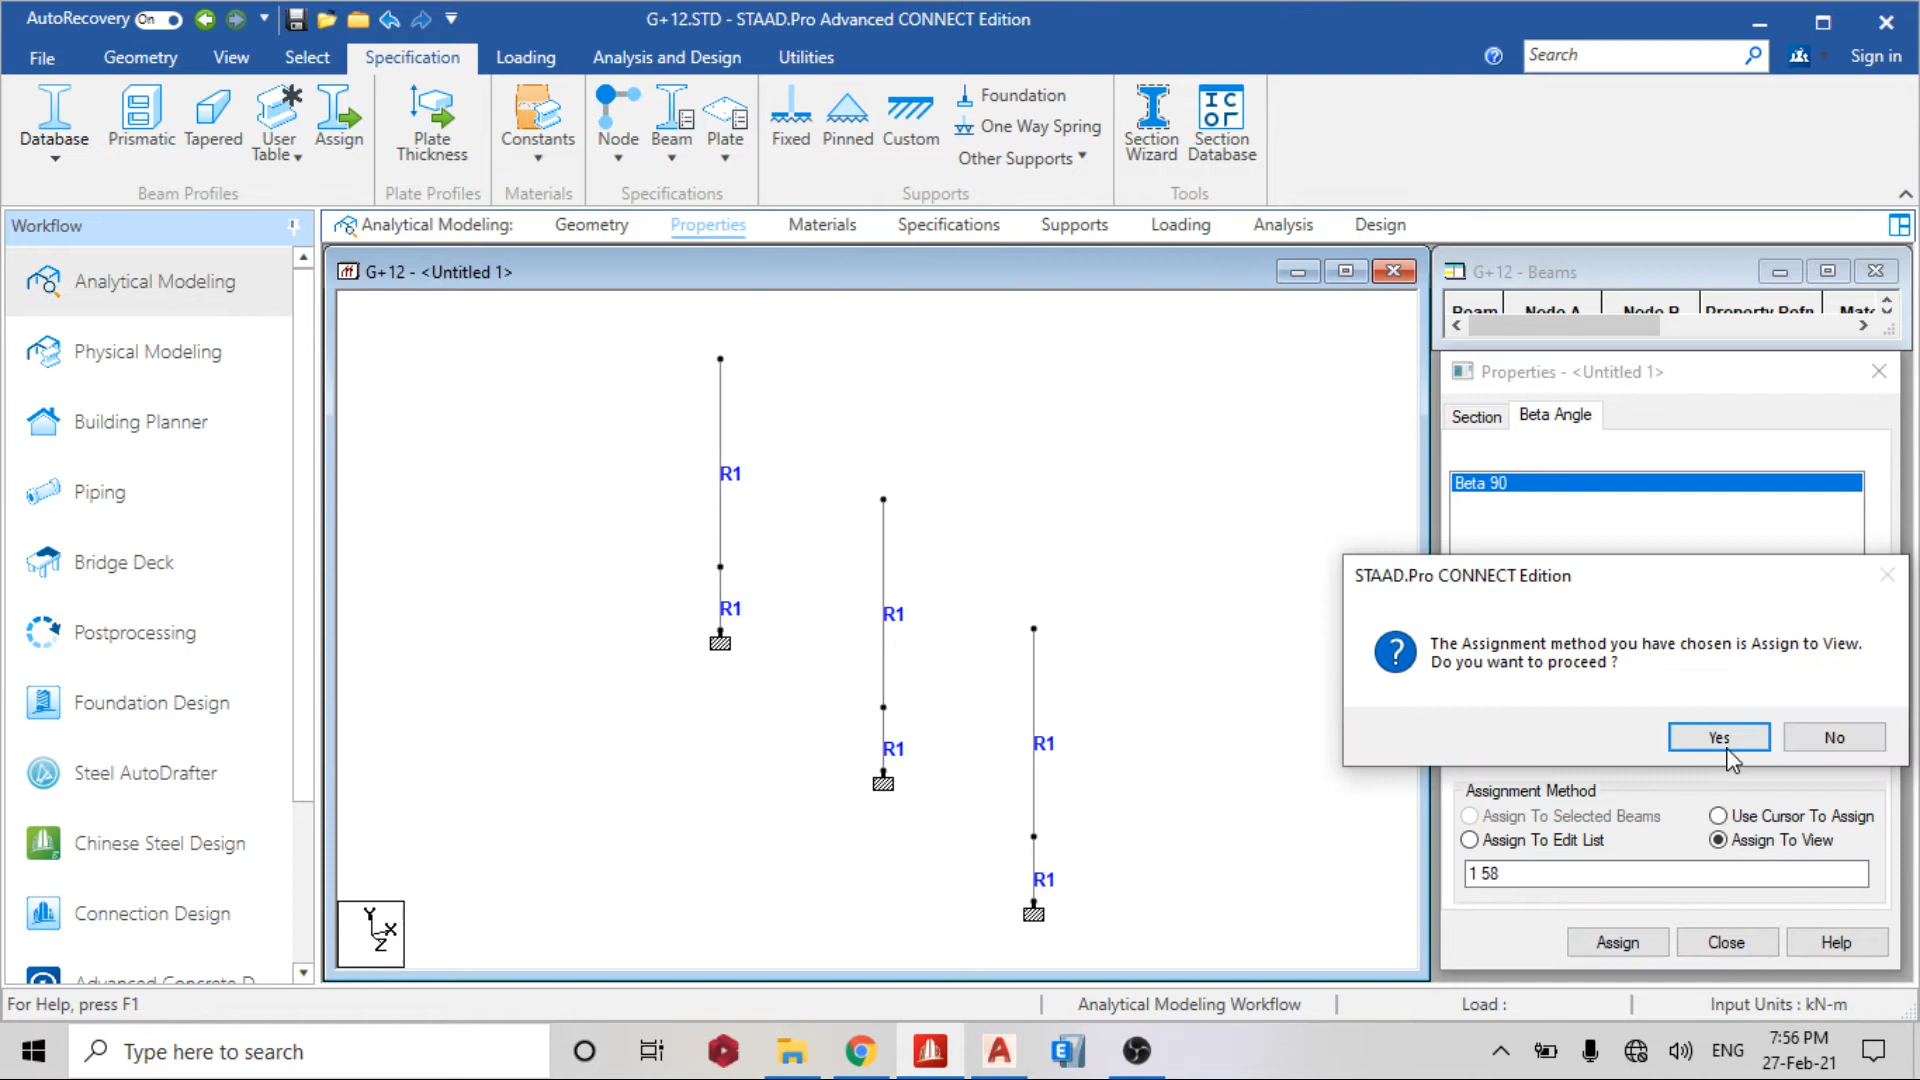 AutoRecovery On
G+12.STD - STAAD.Pro Advanced CONNECT Edition
File Geometry View Select Specification Loading Analysis and Design Utilities
Search
Sign in
Database
Prismatic
Tapered
User Table
Assign
Plate Thickness
Constants
Node
Beam
Plate
Fixed
Pinned
Custom
Foundation
One Way Spring
Other Supports
Section Wizard
Section Database
Beam Profiles
Plate Profiles
Materials
Specifications
Supports
Tools
Workflow
Analytical Modeling: Geometry Properties Materials Specifications Supports Loading Analysis Design
Analytical Modeling
Physical Modeling
Building Planner
Piping
Bridge Deck
Postprocessing
Foundation Design
Steel AutoDrafter
Chinese Steel Design
Connection Design
G+12 - <Untitled 1>
R1
R1
R1
R1
R1
R1
Y
X
Z
G+12 - Beams
Beam Node A Node B Property Refn
Properties - <Untitled 1>
Section Beta Angle
Beta 90
STAAD.Pro CONNECT Edition
The Assignment method you have chosen is Assign to View.
Do you want to proceed ?
Yes No
Assignment Method
Assign To Selected Beams Use Cursor To Assign
Assign To Edit List Assign To View
1 58
Assign Close Help
For Help, press F1
Analytical Modeling Workflow
Load :
Input Units : kN-m
Type here to search
ENG
7:56 PM
27-Feb-21